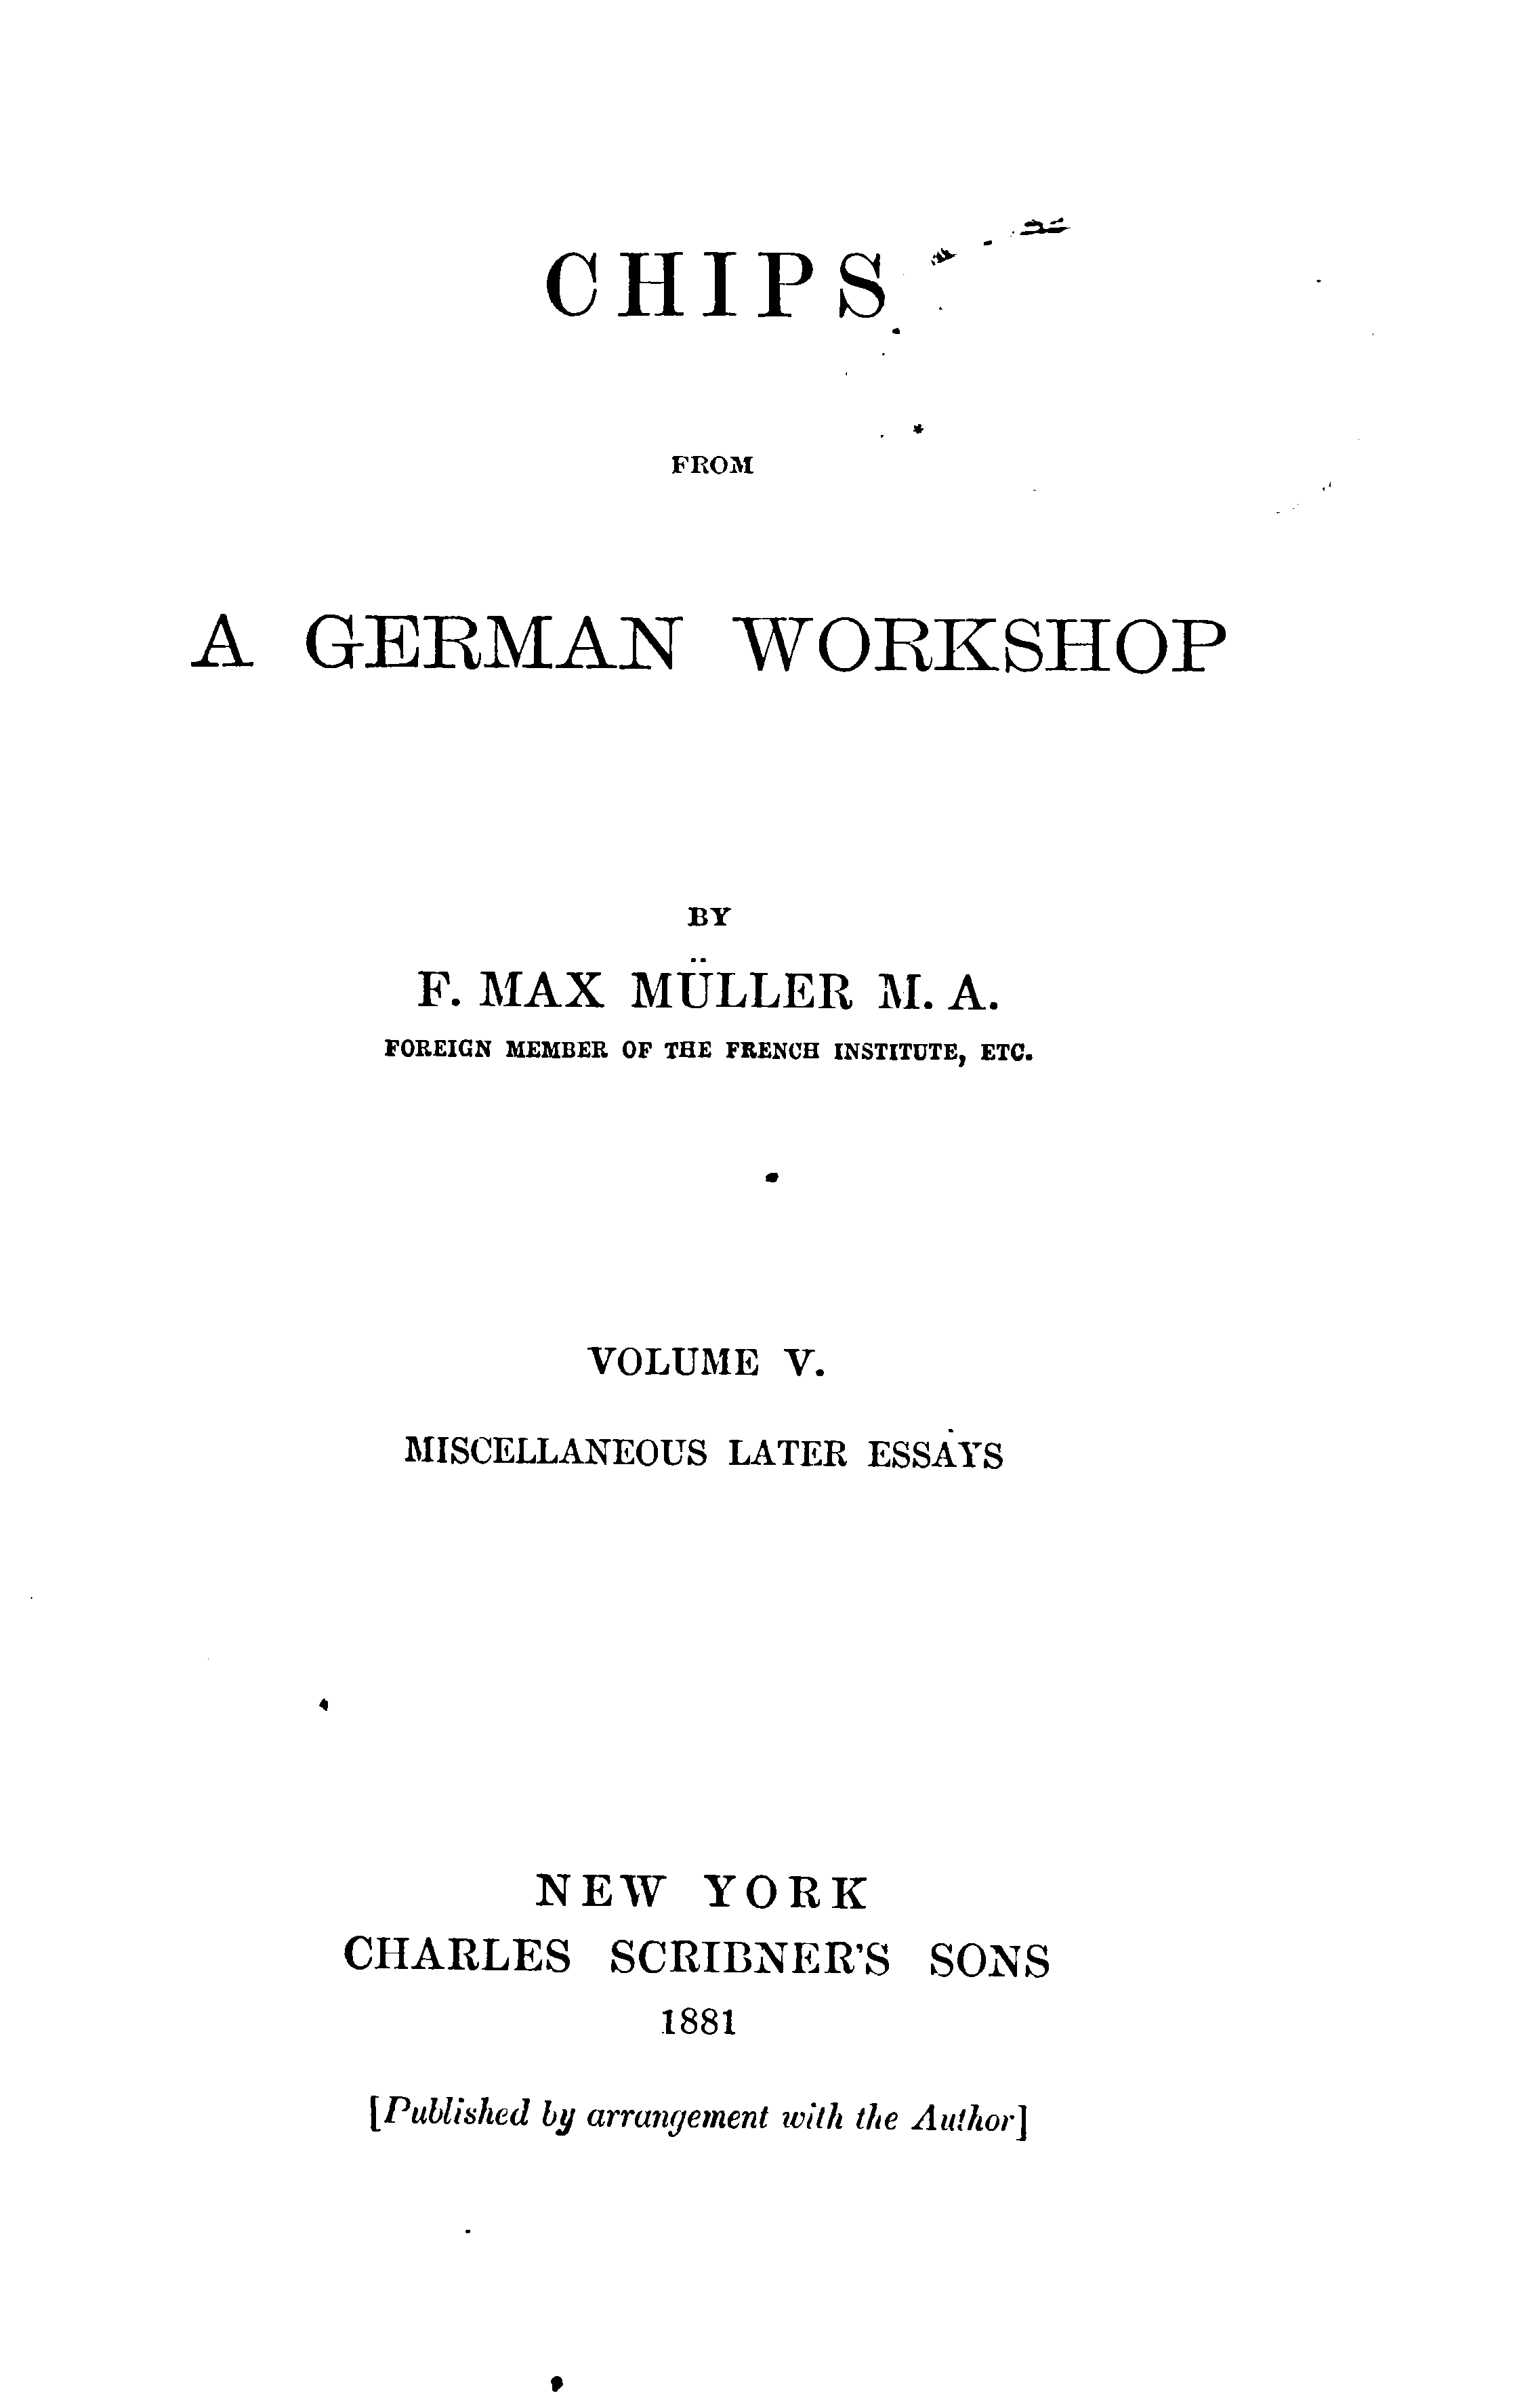 CHIPS
FROM
A GERMAN WORKSHOP
BY
F. MAX MÜLLER M. A.
FOREIGN MEMBER OF THE FRENCH INSTITUTE, ETC.
VOLUME V.
MISCELLANEOUS LATER ESSAYS
NEW YORK
CHARLES SCRIBNER'S SONS
1881
[Published by arrangement with the Author]